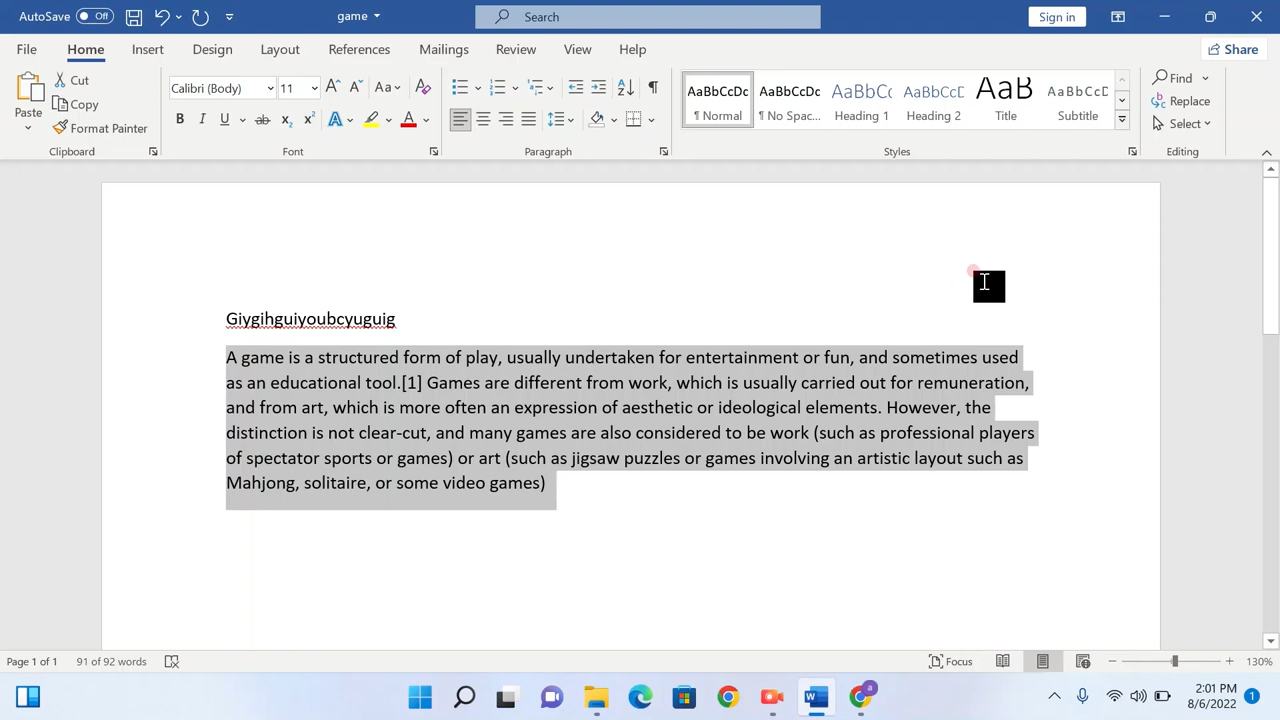 AutoSave Off game Search Sign in
File Home Insert Design Layout References Mailings Review View Help Share
Paste Cut Copy Format Painter Clipboard
Calibri (Body) 11 Aa A
B I U ab x₂ x² A A Font
Paragraph
AaBbCcDc AaBbCcDc AaBbCc AaBbCcD AaB AaBbCcD
¶ Normal ¶ No Spac... Heading 1 Heading 2 Title Subtitle
Styles
Find
Replace
Select
Editing
Giygihguiyoubcyuguig
A game is a structured form of play, usually undertaken for entertainment or fun, and sometimes used
as an educational tool.[1] Games are different from work, which is usually carried out for remuneration,
and from art, which is more often an expression of aesthetic or ideological elements. However, the
distinction is not clear-cut, and many games are also considered to be work (such as professional players
of spectator sports or games) or art (such as jigsaw puzzles or games involving an artistic layout such as
Mahjong, solitaire, or some video games)
Page 1 of 1 91 of 92 words Focus 130%
2:01 PM
8/6/2022
1
a